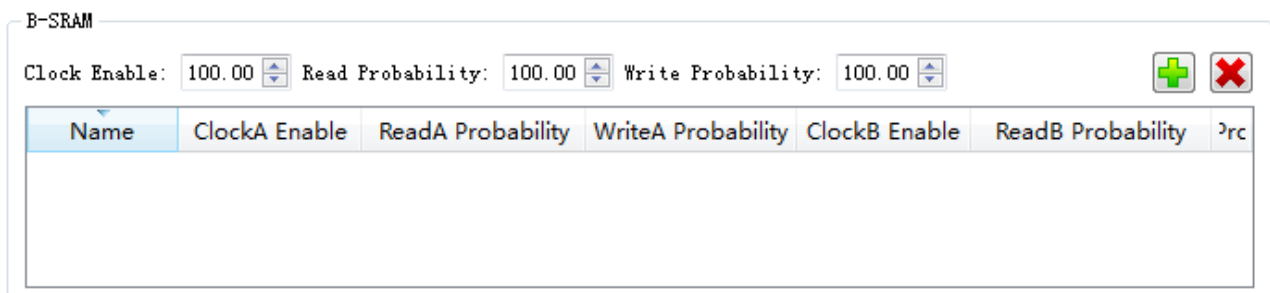 B-SRAM
Clock Enable: 100.00 Read Probability: 100.00 Write Probability: 100.00
Name ClockA Enable ReadA Probability WriteA Probability ClockB Enable ReadB Probability